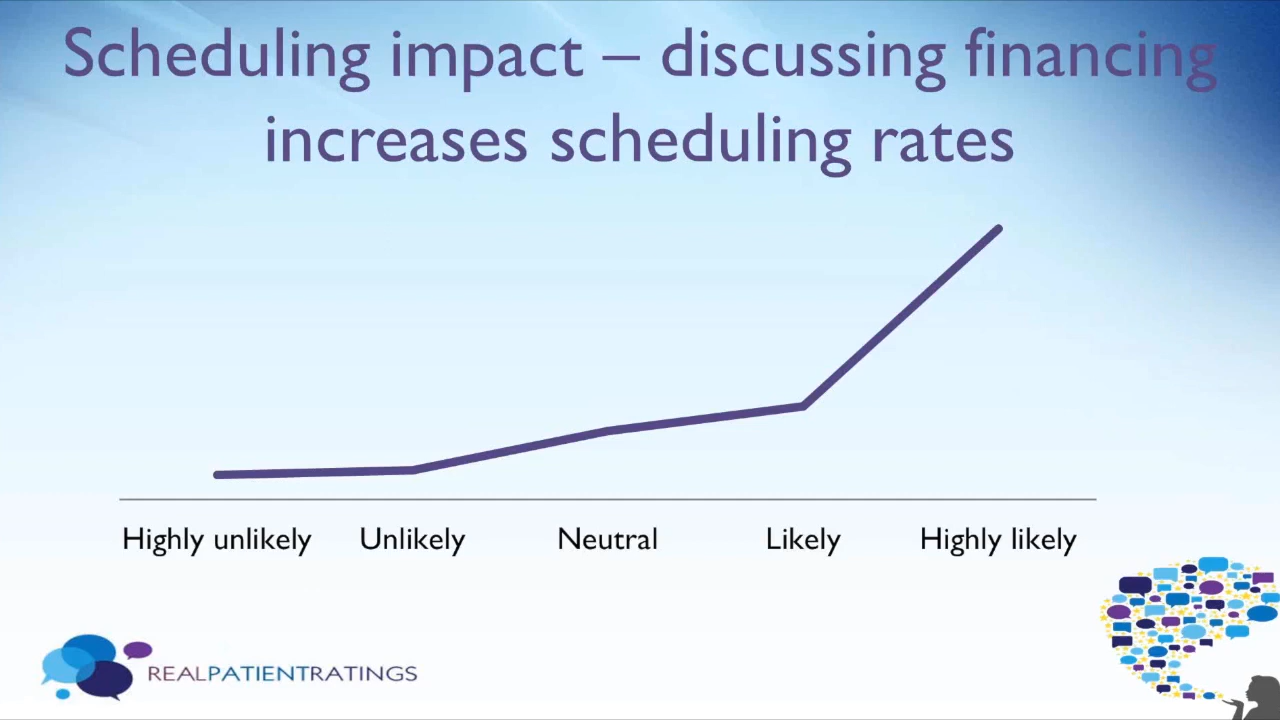 Scheduling impact – discussing financing
increases scheduling rates
Highly unlikely Unlikely Neutral Likely Highly likely
REALPATIENTRATINGS